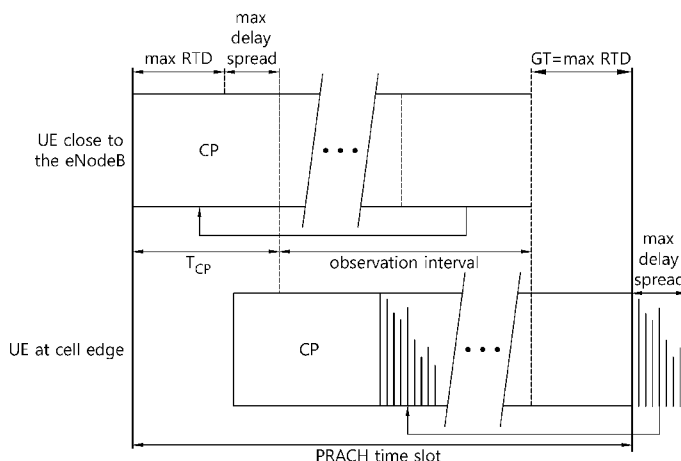 max
delay
max RTD
spread
GT=max RTD
UE close to
the eNodeB
CP
T_CP
observation interval
max
delay
spread
UE at cell edge
CP
PRACH time slot